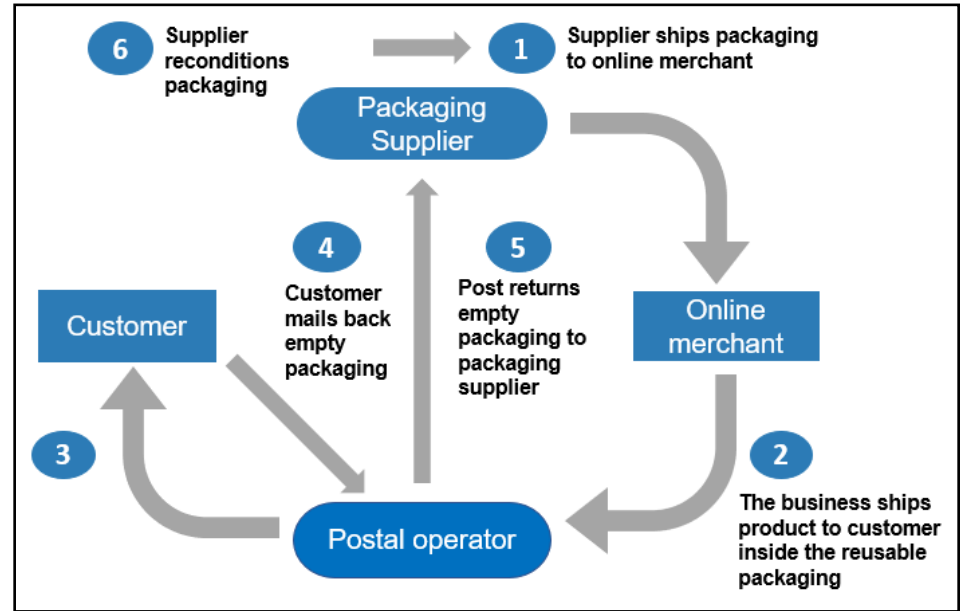 6
Supplier
reconditions
packaging
1
Supplier ships packaging
to online merchant
Packaging
Supplier
4
Customer
mails back
empty
packaging
5
Post returns
empty
packaging to
packaging
supplier
Customer
Online
merchant
3
2
The business ships
product to customer
inside the reusable
packaging
Postal operator